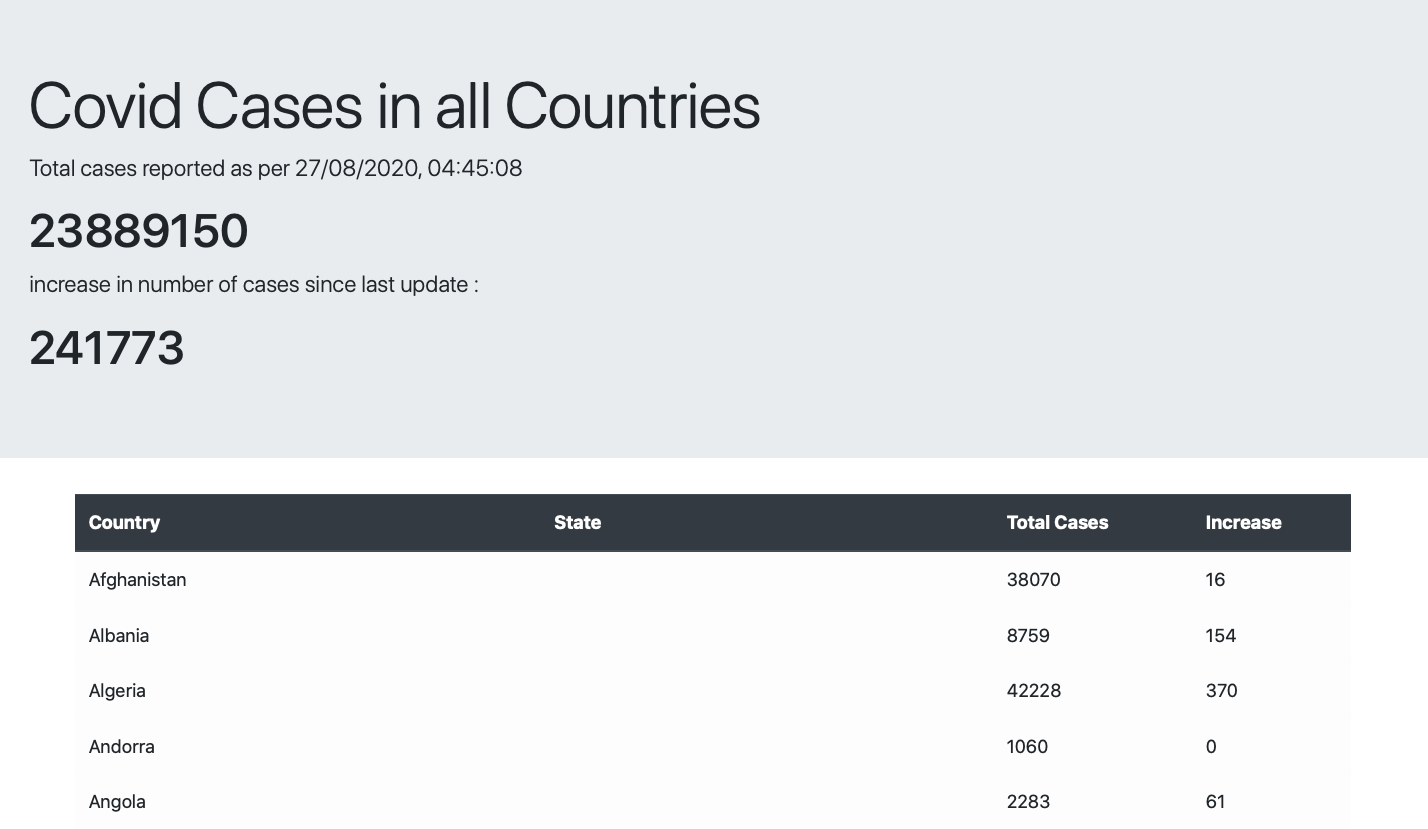 Covid Cases in all Countries
Total cases reported as per 27/08/2020, 04:45:08
23889150
increase in number of cases since last update :
241773
Country State Total Cases Increase
Afghanistan 38070 16
Albania 8759 154
Algeria 42228 370
Andorra 1060 0
Angola 2283 61